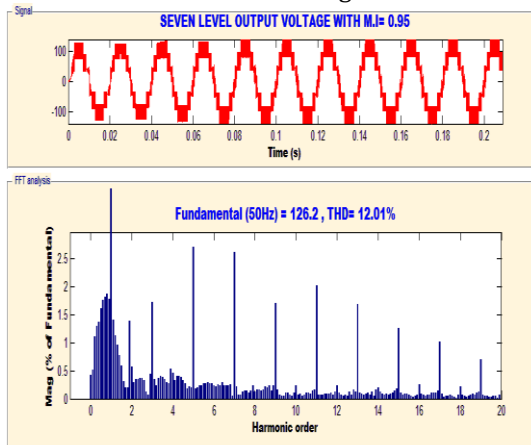 Signal
SEVEN LEVEL OUTPUT VOLTAGE WITH M.I= 0.95
100
0
-100
0 0.02 0.04 0.06 0.08 0.1 0.12 0.14 0.16 0.18 0.2
Time (s)
FFT analysis
Fundamental (50Hz) = 126.2 , THD= 12.01%
Mag (% of Fundamental)
2.5
2
1.5
1
0.5
0
0 2 4 6 8 10 12 14 16 18 20
Harmonic order